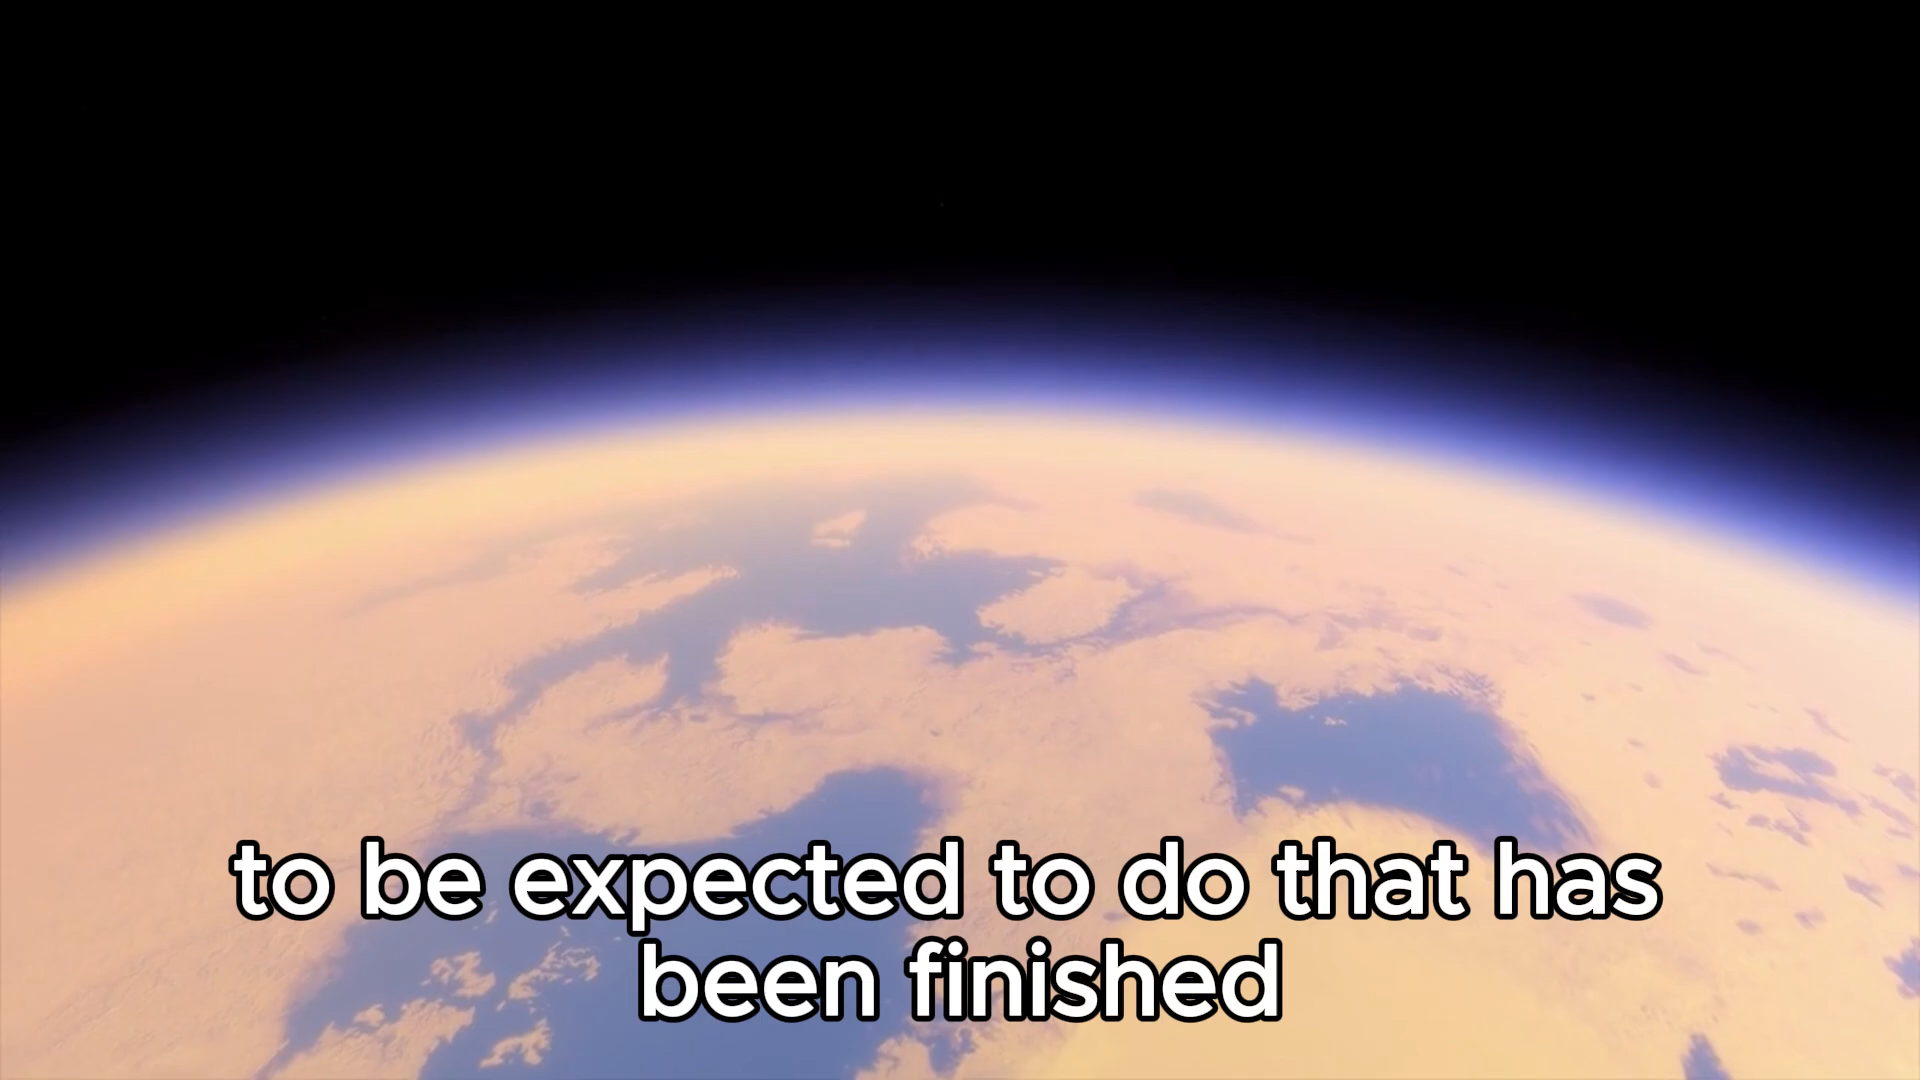 to be expected to do that has
been finished